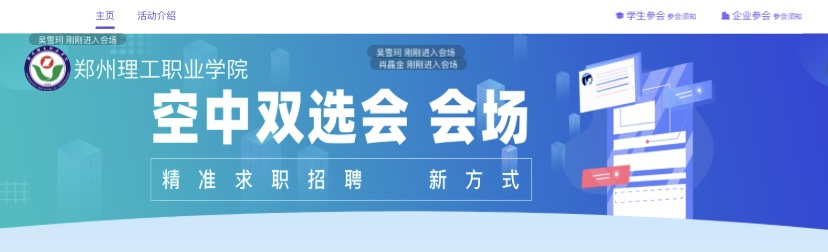 主页 活动介绍 学生参会 参会须知 企业参会 参会须知
吴雪珂 刚刚进入会场
吴雪珂 刚刚进入会场
肖晶金 刚刚进入会场
郑州理工职业学院
空中双选会 会场
精准求职招聘 新方式